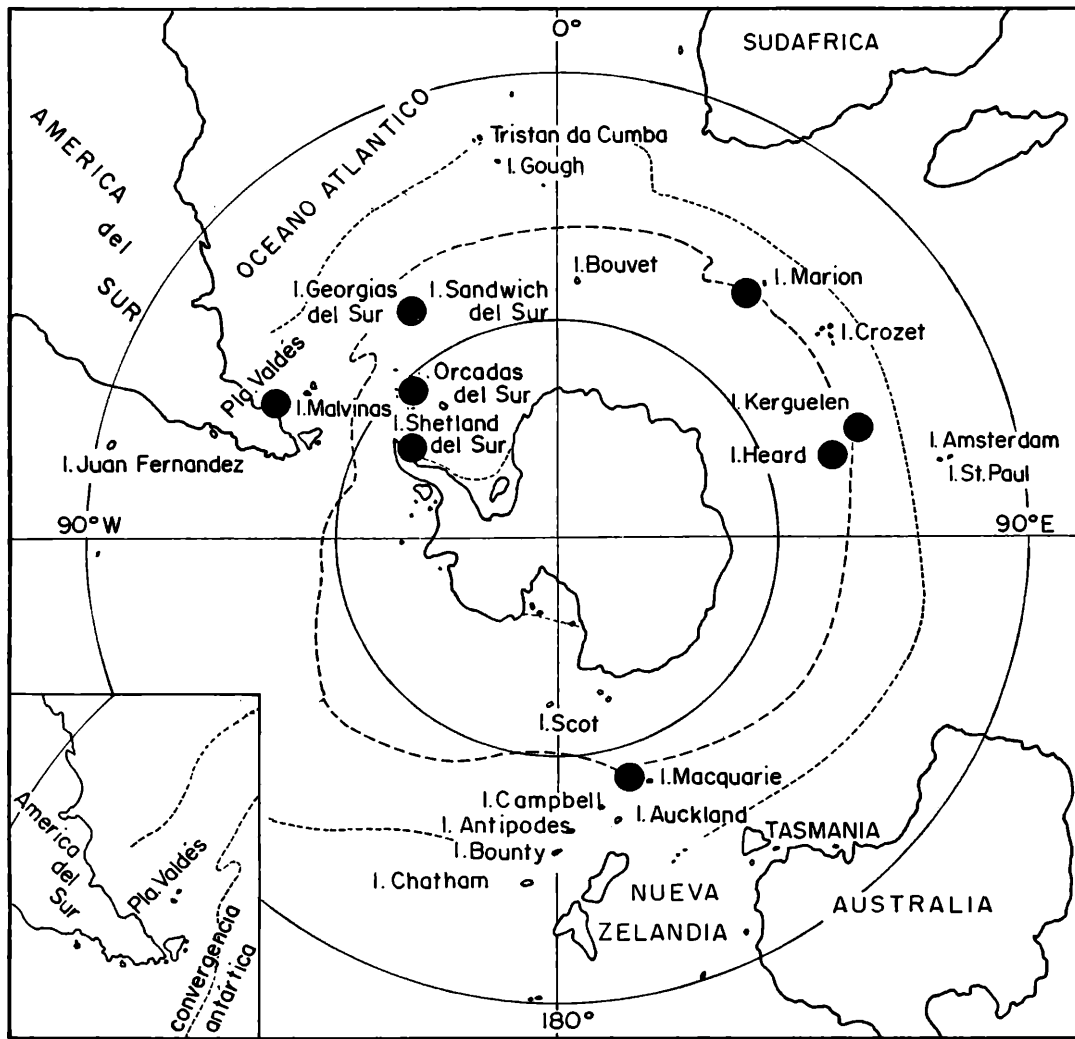 0°
SUDAFRICA
AMERICA
del
SUR
OCEANO ATLANTICO
Tristan da Cumba
I.Gough
I.Bouvet
I.Marion
I.Georgias
del Sur
I.Sandwich
del Sur
I.Crozet
Pla.Valdés
Orcadas
del Sur
I.Malvinas
I.Shetland
del Sur
I.Kerguelen
I.Heard
I.Amsterdam
I.St.Paul
I.Juan Fernandez
90°W
90°E
I.Scot
I.Macquarie
I.Campbell
I.Auckland
I.Antipodes
TASMANIA
I.Bounty
I.Chatham
NUEVA
ZELANDIA
AUSTRALIA
180°
America
del
Sur
Pla.Valdés
convergencia
antártica